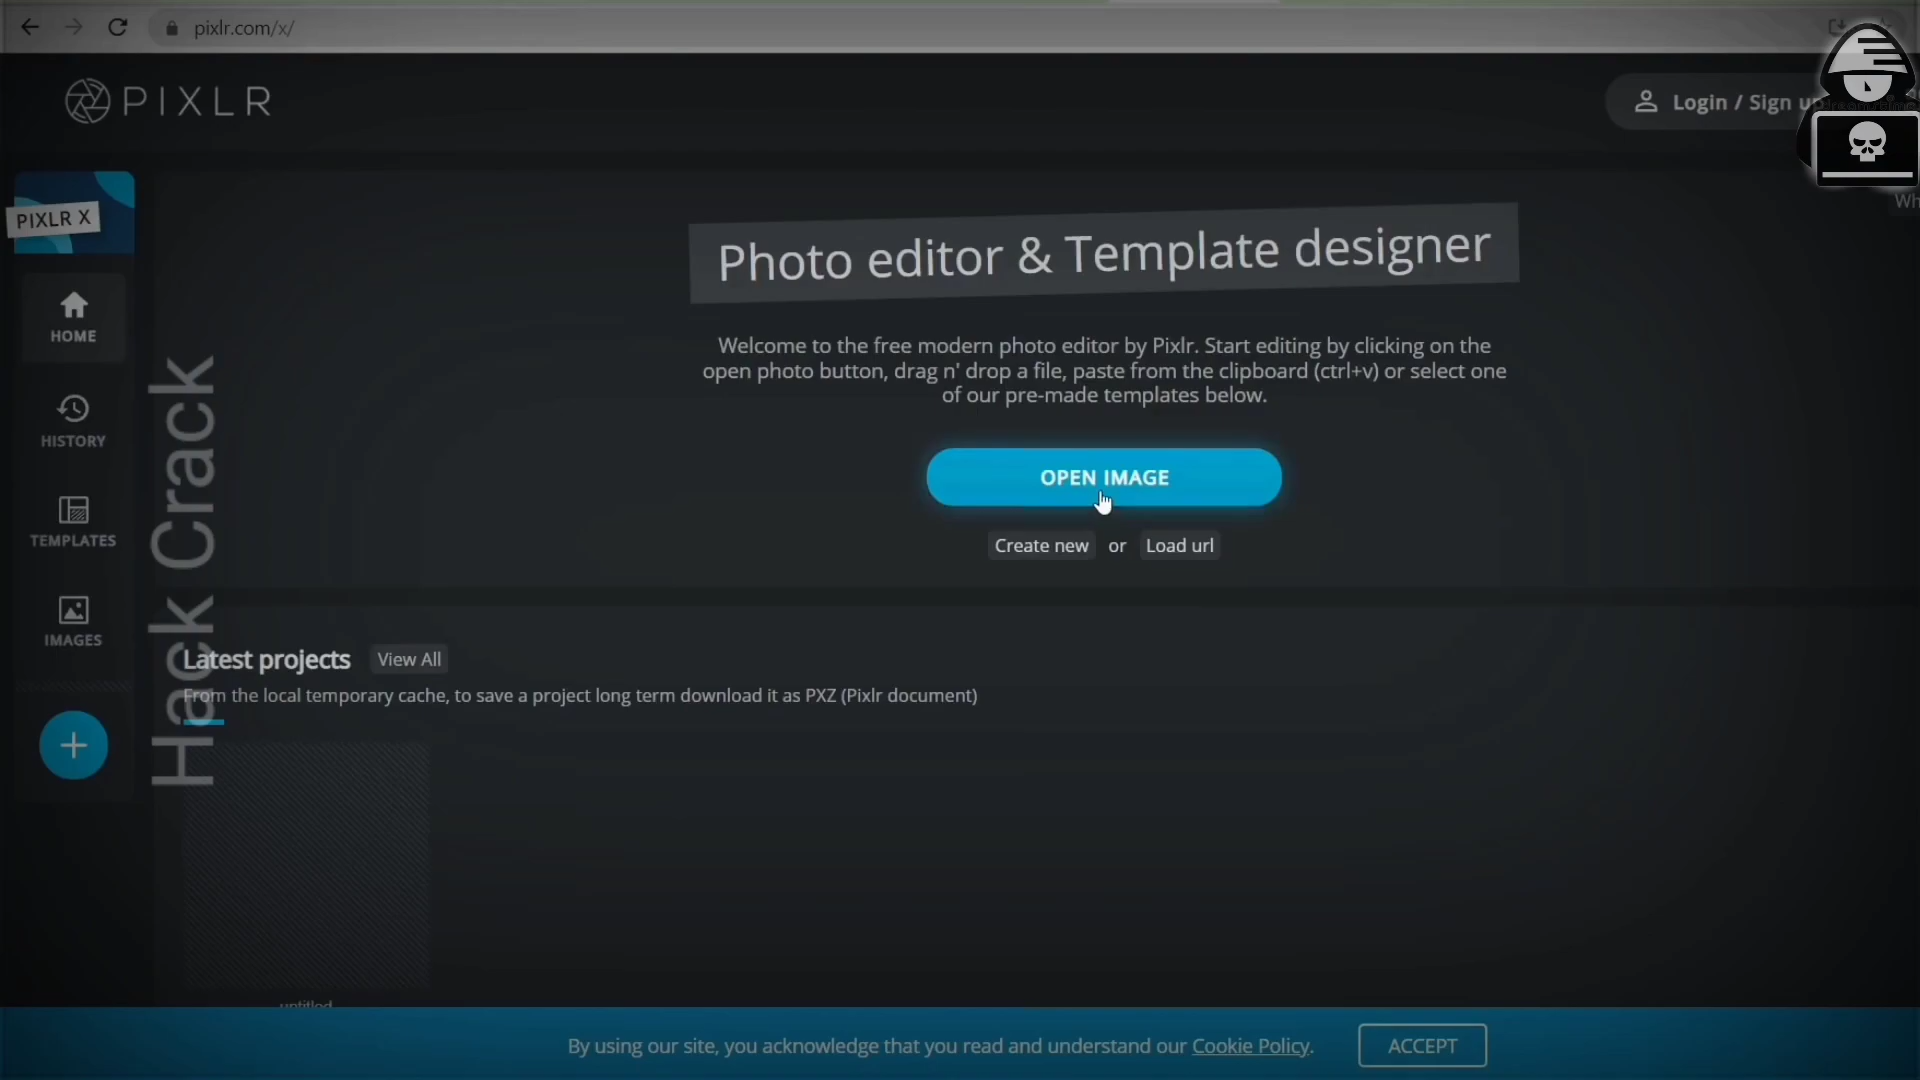 pixlr.com/x/
PIXLR
Login / Sign up
PIXLR X
Wh
Photo editor & Template designer
HOME
Welcome to the free modern photo editor by Pixlr. Start editing by clicking on the
open photo button, drag n' drop a file, paste from the clipboard (ctrl+v) or select one
of our pre-made templates below.
HISTORY
Hack Crack
OPEN IMAGE
TEMPLATES
Create new or Load url
IMAGES
Latest projects View All
From the local temporary cache, to save a project long term download it as PXZ (Pixlr document)
untitled
By using our site, you acknowledge that you read and understand our Cookie Policy.
ACCEPT